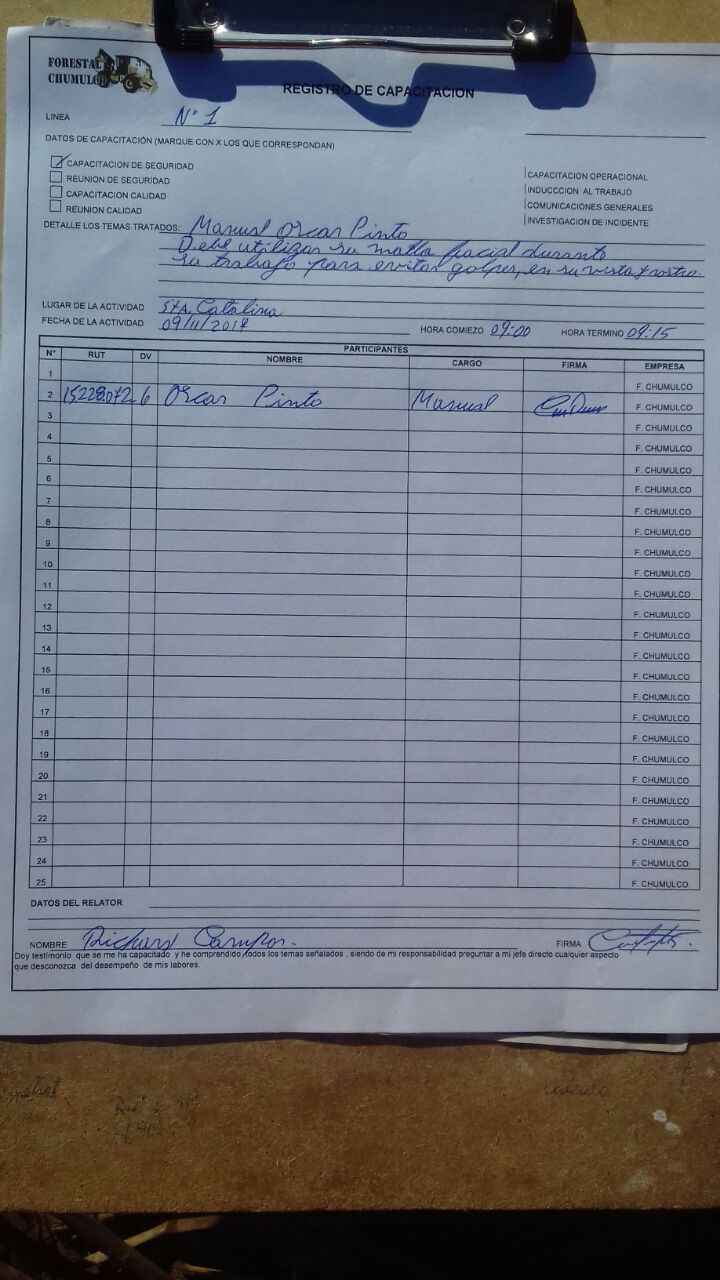 FORESTAL
CHUMULCO
REGISTRO DE CAPACITACION
LINEA N° 1
DATOS DE CAPACITACIÓN (MARQUE CON X LOS QUE CORRESPONDAN)
CAPACITACION DE SEGURIDAD
REUNION DE SEGURIDAD
CAPACITACION CALIDAD
REUNION CALIDAD
CAPACITACION OPERACIONAL
INDUCCCION AL TRABAJO
COMUNICACIONES GENERALES
INVESTIGACION DE INCIDENTE
DETALLE LOS TEMAS TRATADOS: Manual Oscar Pinto
Debe utilizar su malla facial durante
su trabajo para evitar golpes, en su vista y rostro.
LUGAR DE LA ACTIVIDAD Sta. Catalina
FECHA DE LA ACTIVIDAD 09/11/2017 HORA COMIEZO 09:00 HORA TERMINO 09:15
PARTICIPANTES
N° RUT DV NOMBRE CARGO FIRMA EMPRESA
1 F. CHUMULCO
2 6 Oscar Pinto Manual F. CHUMULCO
3 F. CHUMULCO
4 F. CHUMULCO
5 F. CHUMULCO
6 F. CHUMULCO
7 F. CHUMULCO
8 F. CHUMULCO
9 F. CHUMULCO
10 F. CHUMULCO
11 F. CHUMULCO
12 F. CHUMULCO
13 F. CHUMULCO
14 F. CHUMULCO
15 F. CHUMULCO
16 F. CHUMULCO
17 F. CHUMULCO
18 F. CHUMULCO
19 F. CHUMULCO
20 F. CHUMULCO
21 F. CHUMULCO
22 F. CHUMULCO
23 F. CHUMULCO
24 F. CHUMULCO
25 F. CHUMULCO
DATOS DEL RELATOR
NOMBRE Richard Campos. FIRMA
Doy testimonio que se me ha capacitado y he comprendido todos los temas señalados , siendo de mi responsabilidad preguntar a mi jefe directo cualquier aspecto
que desconozca del desempeño de mis labores.